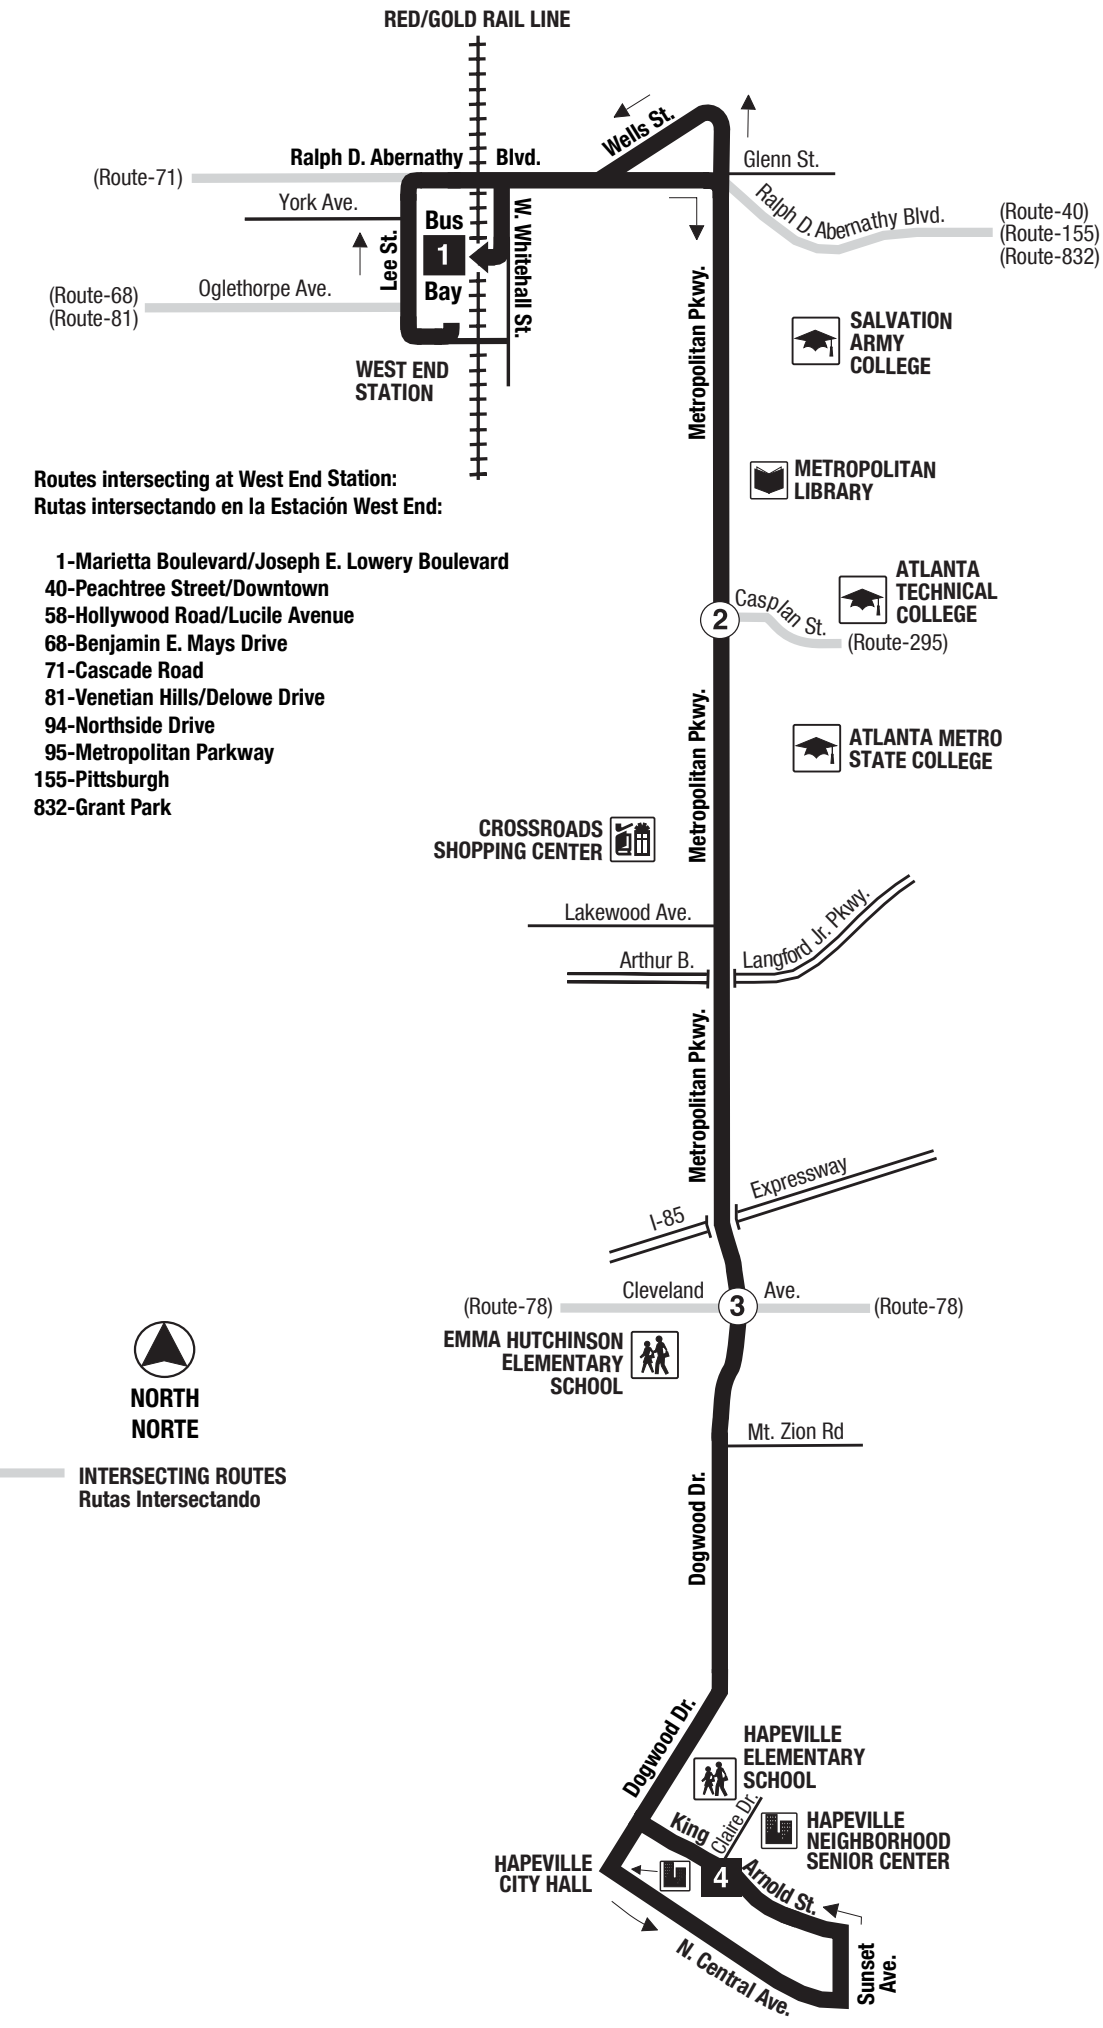 RED/GOLD RAIL LINE
Wells St.
Ralph D. Abernathy Blvd.
Glenn St.
(Route-71)
York Ave.
Ralph D. Abernathy Blvd.
(Route-40)
(Route-155)
(Route-832)
Bus
1
Bay
Lee St.
W. Whitehall St.
Oglethorpe Ave.
(Route-68)
(Route-81)
Metropolitan Pkwy.
SALVATION
ARMY
COLLEGE
WEST END
STATION
METROPOLITAN
LIBRARY
Routes intersecting at West End Station:
Rutas intersectando en la Estación West End:
1-Marietta Boulevard/Joseph E. Lowery Boulevard
40-Peachtree Street/Downtown
58-Hollywood Road/Lucile Avenue
68-Benjamin E. Mays Drive
71-Cascade Road
81-Venetian Hills/Delowe Drive
94-Northside Drive
95-Metropolitan Parkway
155-Pittsburgh
832-Grant Park
ATLANTA
TECHNICAL
COLLEGE
2
Casplan St.
(Route-295)
Metropolitan Pkwy.
ATLANTA METRO
STATE COLLEGE
CROSSROADS
SHOPPING CENTER
Lakewood Ave.
Arthur B. Langford Jr. Pkwy.
Metropolitan Pkwy.
I-85 Expressway
Cleveland Ave.
(Route-78)
3
(Route-78)
EMMA HUTCHINSON
ELEMENTARY
SCHOOL
NORTH
NORTE
Mt. Zion Rd
INTERSECTING ROUTES
Rutas Intersectando
Dogwood Dr.
Dogwood Dr.
HAPEVILLE
ELEMENTARY
SCHOOL
King Arnold St.
Claire Dr.
HAPEVILLE
NEIGHBORHOOD
SENIOR CENTER
HAPEVILLE
CITY HALL
4
N. Central Ave.
Sunset
Ave.